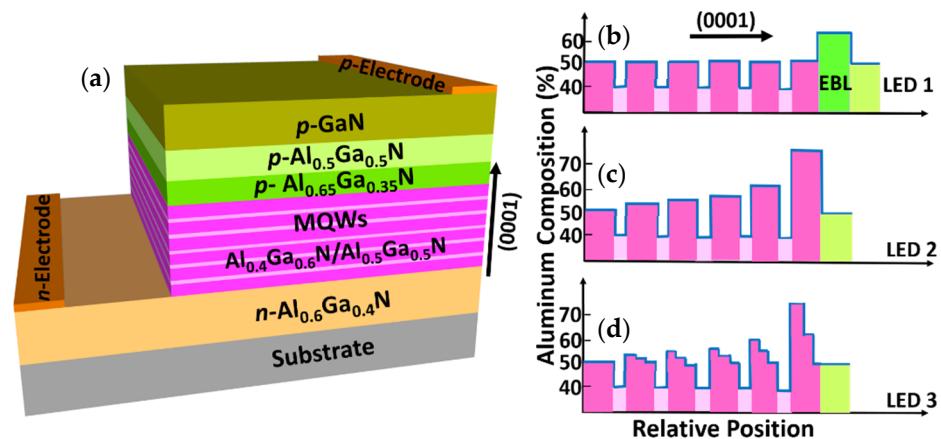 (a)
p-Electrode
p-GaN
p-Al0.5Ga0.5N
p- Al0.65Ga0.35N
MQWs
Al0.4Ga0.6N/Al0.5Ga0.5N
n-Electrode
n-Al0.6Ga0.4N
Substrate
(0001)
Aluminum Composition (%)
(b)
(0001)
60
50
40
EBL
LED 1
(c)
70
60
50
40
LED 2
(d)
70
60
50
40
LED 3
Relative Position